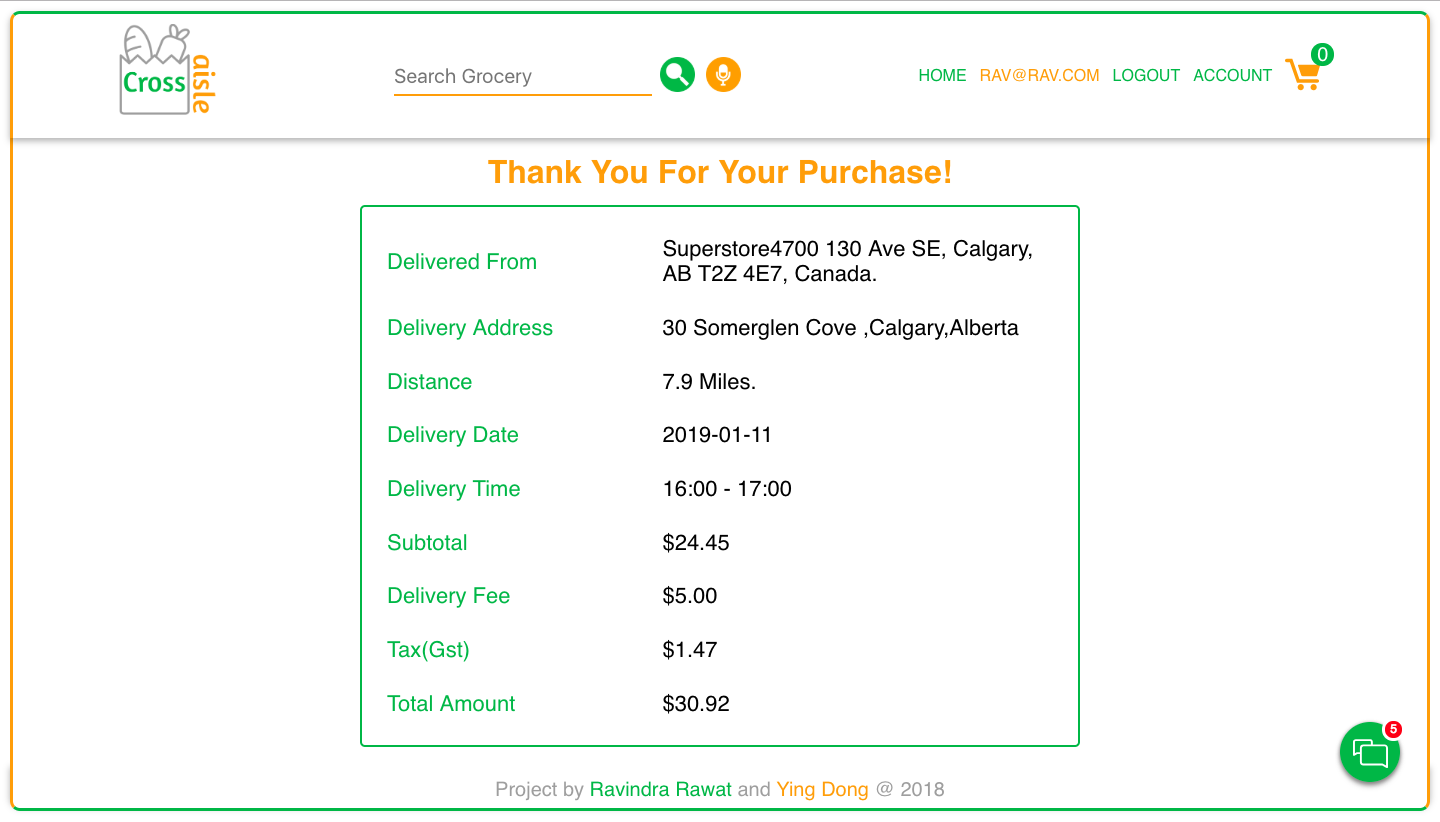 Cross
aisle
Search Grocery
HOME RAV@RAV.COM LOGOUT ACCOUNT 0
Thank You For Your Purchase!
Delivered From Superstore4700 130 Ave SE, Calgary,
AB T2Z 4E7, Canada.
Delivery Address 30 Somerglen Cove ,Calgary,Alberta
Distance 7.9 Miles.
Delivery Date 2019-01-11
Delivery Time 16:00 - 17:00
Subtotal $24.45
Delivery Fee $5.00
Tax(Gst) $1.47
Total Amount $30.92
5
Project by Ravindra Rawat and Ying Dong @ 2018